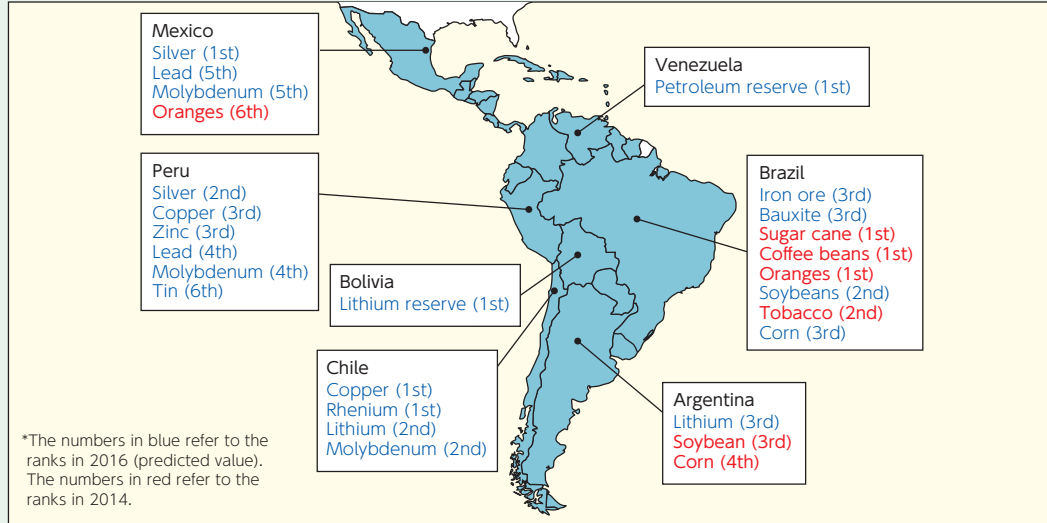 Mexico
Silver (1st)
Lead (5th)
Molybdenum (5th)
Oranges (6th)
Venezuela
Petroleum reserve (1st)
Peru
Silver (2nd)
Copper (3rd)
Zinc (3rd)
Lead (4th)
Molybdenum (4th)
Tin (6th)
Brazil
Iron ore (3rd)
Bauxite (3rd)
Sugar cane (1st)
Coffee beans (1st)
Oranges (1st)
Soybeans (2nd)
Tobacco (2nd)
Corn (3rd)
Bolivia
Lithium reserve (1st)
Chile
Copper (1st)
Rhenium (1st)
Lithium (2nd)
Molybdenum (2nd)
Argentina
Lithium (3rd)
Soybean (3rd)
Corn (4th)
*The numbers in blue refer to the
ranks in 2016 (predicted value).
The numbers in red refer to the
ranks in 2014.